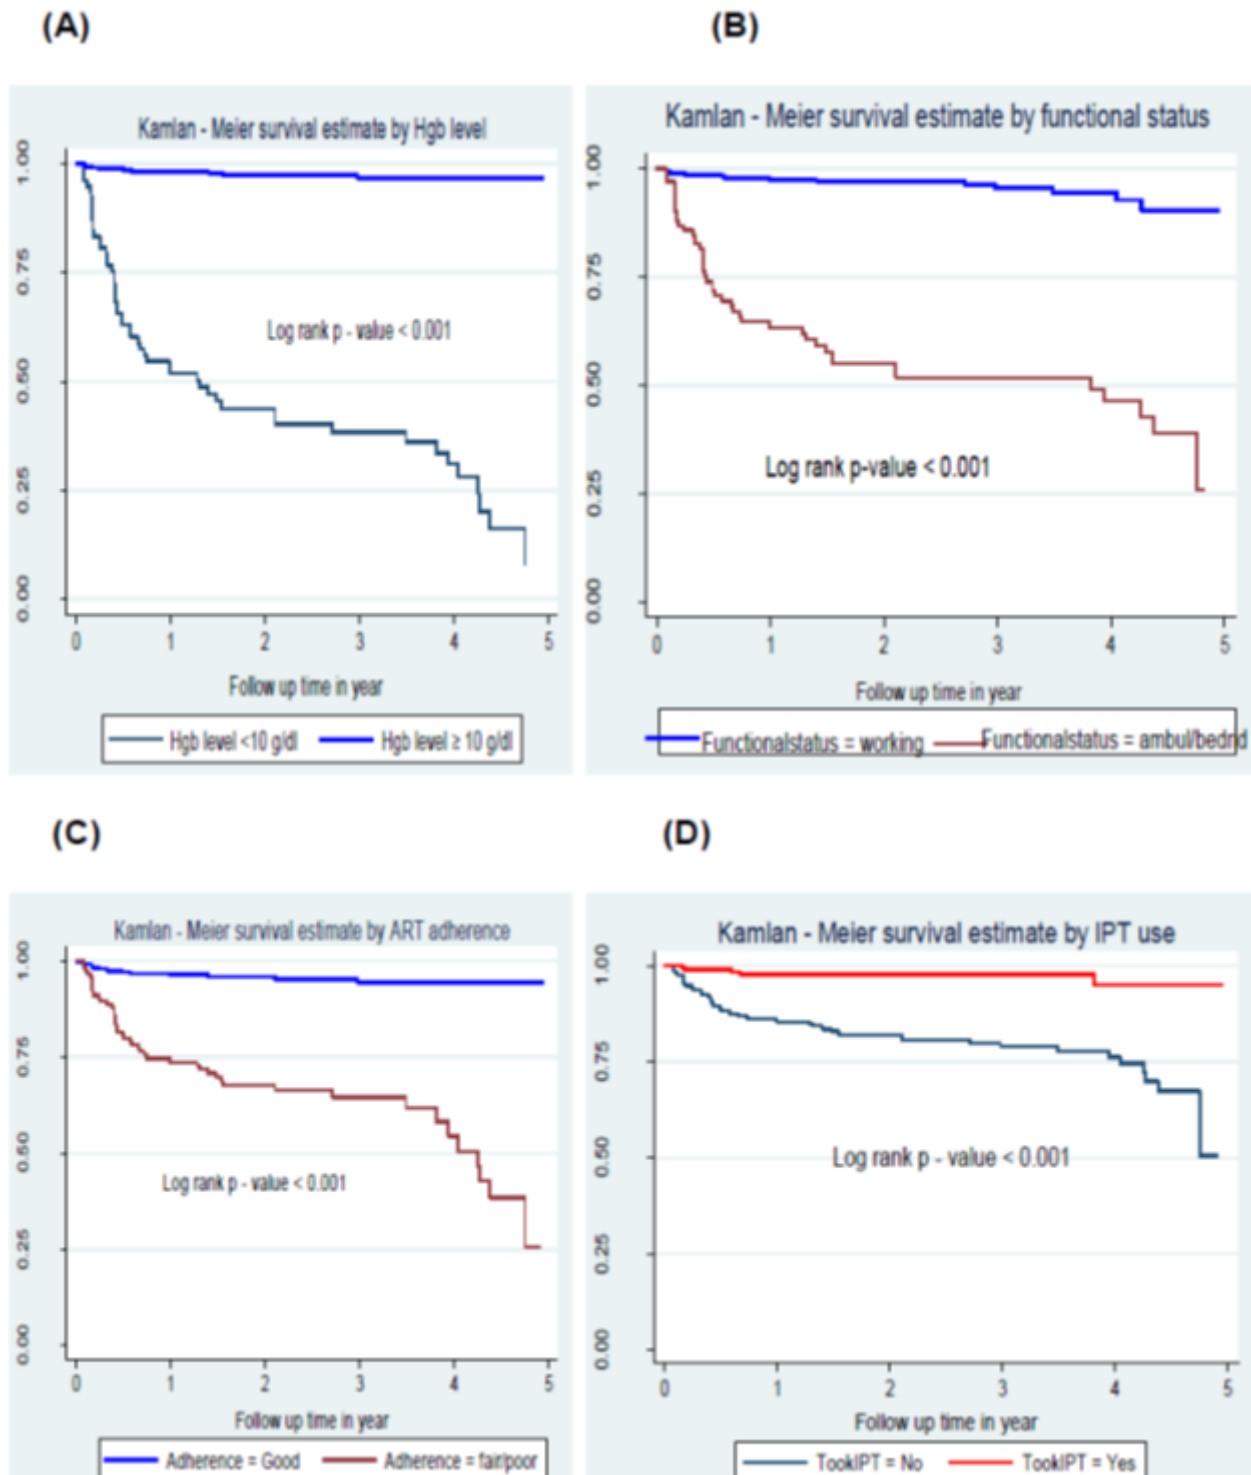 (A)
Kamlan - Meier survival estimate by Hgb level
1.00
0.75
0.50
0.25
0.00
Log rank p - value < 0.001
0 1 2 3 4 5
Follow up time in year
Hgb level <10 g/dl Hgb level ≥ 10 g/dl
(B)
Kamlan - Meier survival estimate by functional status
1.00
0.75
0.50
0.25
0.00
Log rank p-value < 0.001
0 1 2 3 4 5
Follow up time in year
Functionalstatus = working Functionalstatus = ambul/bedrid
(C)
Kamlan - Meier survival estimate by ART adherence
1.00
0.75
0.50
0.25
0.00
Log rank p - value < 0.001
0 1 2 3 4 5
Follow up time in year
Adherence = Good Adherence = fair/poor
(D)
Kamlan - Meier survival estimate by IPT use
1.00
0.75
0.50
0.25
0.00
Log rank p - value < 0.001
0 1 2 3 4 5
Follow up time in year
TookIPT = No TookIPT = Yes